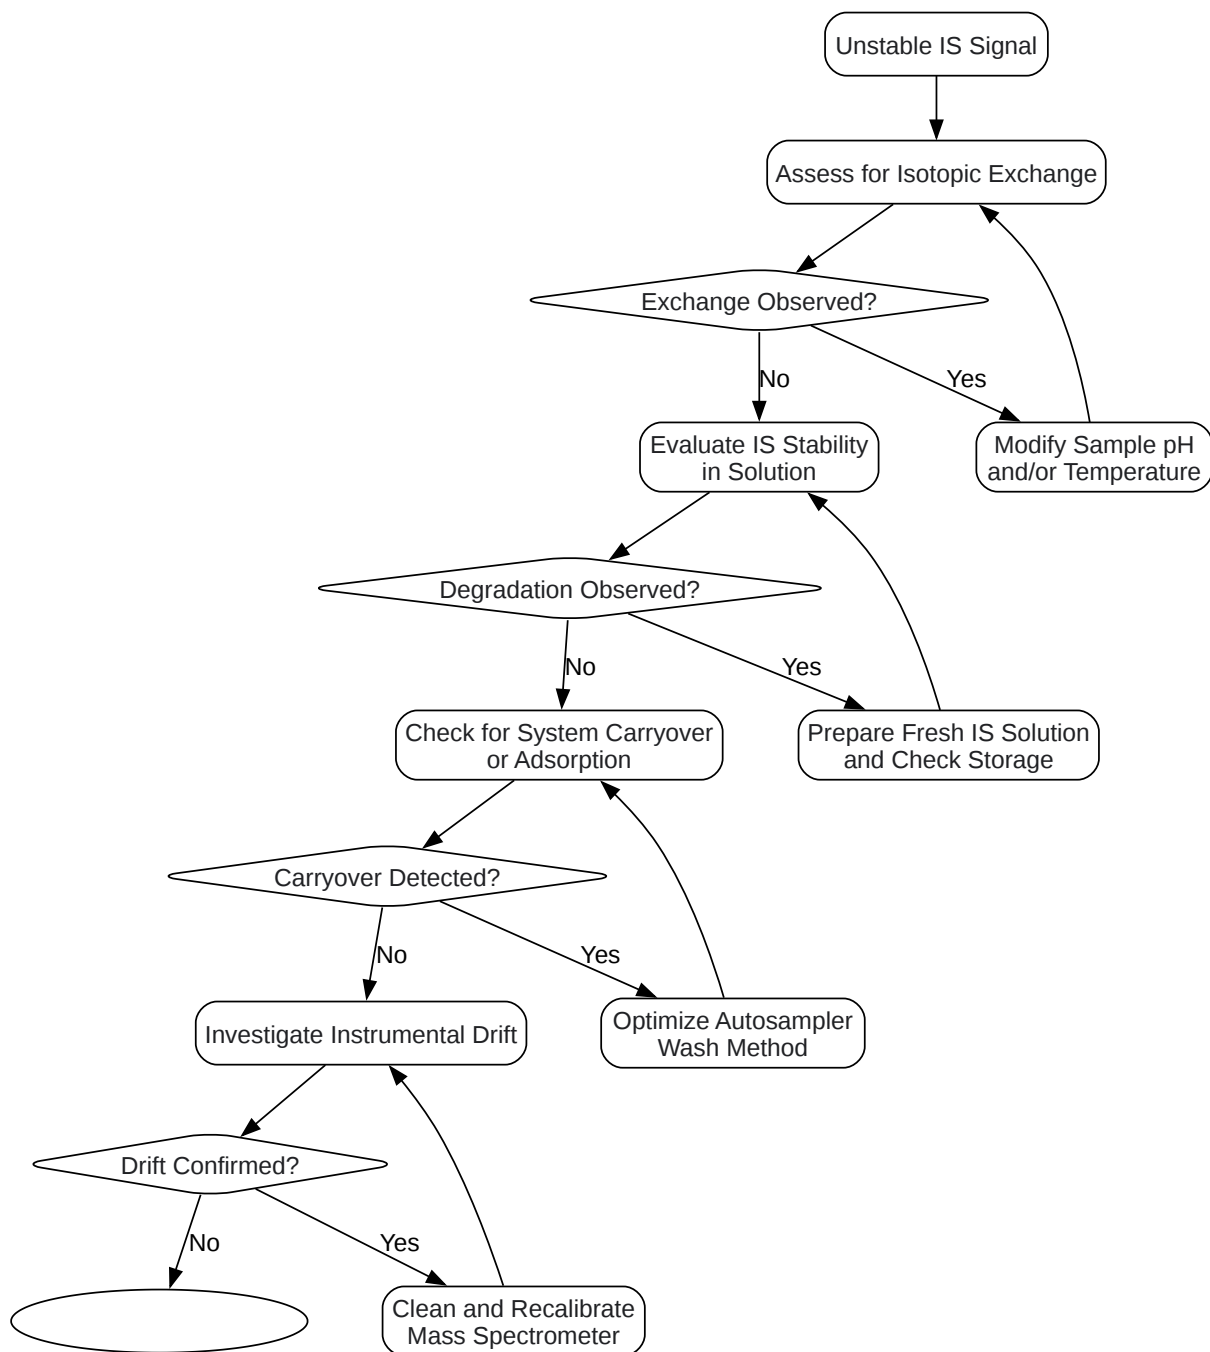 Unstable IS Signal
Assess for Isotopic Exchange
Exchange Observed?
No
Yes
Evaluate IS Stability
in Solution
Modify Sample pH
and/or Temperature
Degradation Observed?
No
Yes
Check for System Carryover
or Adsorption
Prepare Fresh IS Solution
and Check Storage
Carryover Detected?
No
Yes
Investigate Instrumental Drift
Optimize Autosampler
Wash Method
Drift Confirmed?
No
Yes
Clean and Recalibrate
Mass Spectrometer